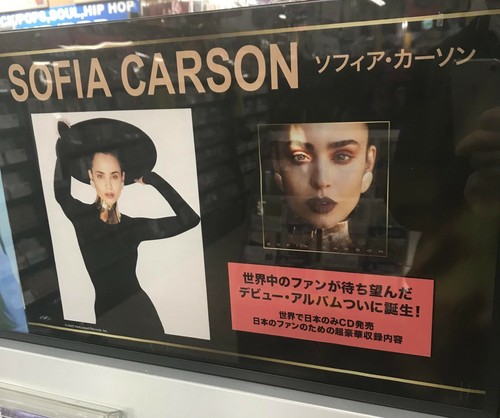 CK/POPS,SOUL,HIP HOP
SOFIA CARSON ソフィア・カーソン
世界中のファンが待ち望んだ
デビュー・アルバムついに誕生!
世界で日本のみCD発売
日本のファンのための超豪華収録内容